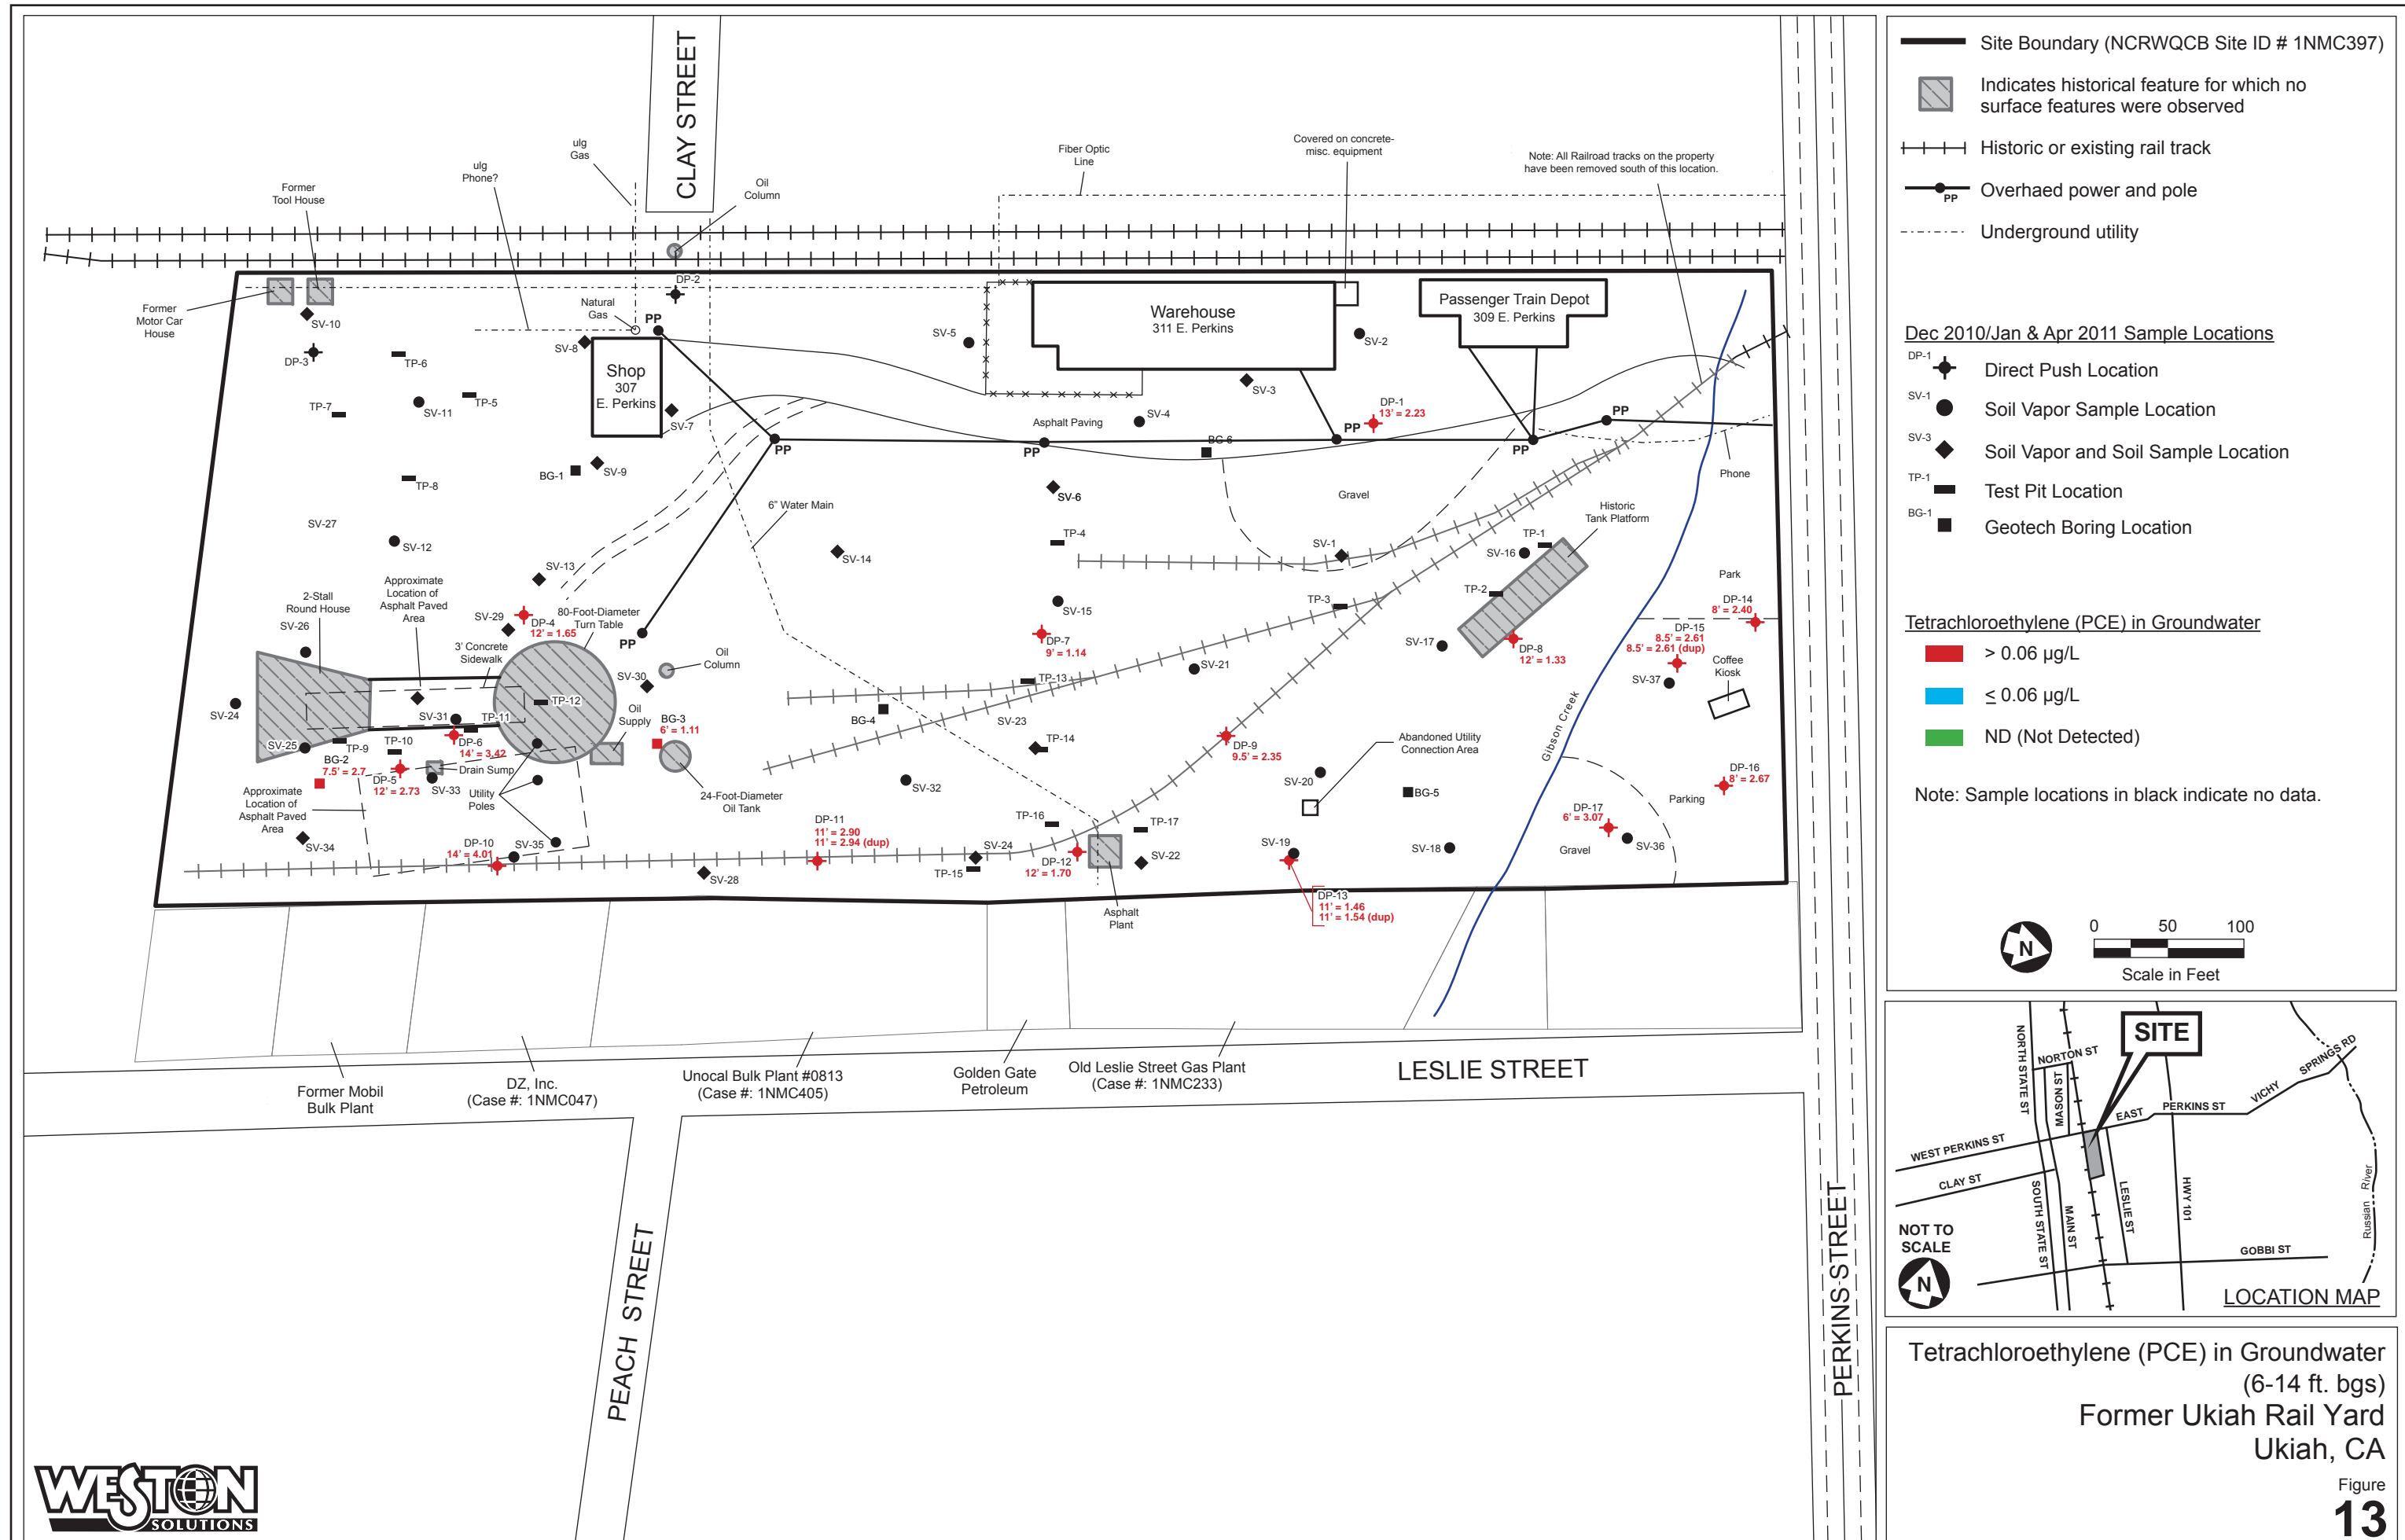 CLAY STREET
ulg
Gas
ulg
Phone?
Former
Tool House
Oil
Column
Fiber Optic
Line
Covered on concrete-
misc. equipment
Note: All Railroad tracks on the property
have been removed south of this location.
Former
Motor Car
House
SV-10
DP-3
TP-6
TP-7
SV-11
TP-5
TP-8
Natural
Gas
DP-2
PP
SV-8
Shop
307
E. Perkins
SV-7
BG-1
SV-9
SV-5
Warehouse
311 E. Perkins
SV-2
SV-3
SV-4
Asphalt Paving
Passenger Train Depot
309 E. Perkins
DP-1
13' = 2.23
PP
PP
PP
PP
PP
BG-6
Phone
SV-6
Gravel
6" Water Main
Historic
Tank Platform
SV-27
SV-12
TP-4
SV-14
SV-1
SV-16
TP-1
SV-13
Approximate
Location of
Asphalt Paved
Area
2-Stall
Round House
SV-26
SV-29
DP-4
12' = 1.65
80-Foot-Diameter
Turn Table
PP
3' Concrete
Sidewalk
SV-15
TP-3
TP-2
Park
DP-14
8' = 2.40
DP-15
8.5' = 2.61
8.5' = 2.61 (dup)
DP-7
9' = 1.14
SV-17
DP-8
12' = 1.33
Coffee
Kiosk
Oil
Column
SV-30
SV-21
TP-13
SV-37
SV-24
SV-31
TP-11
TP-12
Oil
Supply
BG-3
6' = 1.11
BG-4
SV-23
Gibson Creek
SV-25
TP-9
TP-10
DP-6
14' = 3.42
TP-14
DP-9
9.5' = 2.35
Abandoned Utility
Connection Area
BG-2
7.5' = 2.7
DP-5
12' = 2.73
Drain Sump
SV-33
Utility
Poles
24-Foot-Diameter
Oil Tank
SV-32
SV-20
BG-5
DP-16
8' = 2.67
Parking
Approximate
Location of
Asphalt Paved
Area
SV-34
DP-10
14' = 4.01
SV-35
DP-11
11' = 2.90
11' = 2.94 (dup)
TP-16
TP-17
DP-17
6' = 3.07
SV-36
Gravel
SV-28
SV-24
TP-15
DP-12
12' = 1.70
SV-22
SV-19
SV-18
DP-13
11' = 1.46
11' = 1.54 (dup)
Asphalt
Plant
Former Mobil
Bulk Plant
DZ, Inc.
(Case #: 1NMC047)
Unocal Bulk Plant #0813
(Case #: 1NMC405)
Golden Gate
Petroleum
Old Leslie Street Gas Plant
(Case #: 1NMC233)
LESLIE STREET
PEACH STREET
PERKINS STREET
WESTON
SOLUTIONS
Site Boundary (NCRWQCB Site ID # 1NMC397)
Indicates historical feature for which no
surface features were observed
Historic or existing rail track
PP
Overhaed power and pole
Underground utility
Dec 2010/Jan & Apr 2011 Sample Locations
DP-1
Direct Push Location
SV-1
Soil Vapor Sample Location
SV-3
Soil Vapor and Soil Sample Location
TP-1
Test Pit Location
BG-1
Geotech Boring Location
Tetrachloroethylene (PCE) in Groundwater
> 0.06 µg/L
≤ 0.06 µg/L
ND (Not Detected)
Note: Sample locations in black indicate no data.
N
0 50 100
Scale in Feet
SITE
NORTH STATE ST
NORTON ST
MASON ST
EAST PERKINS ST
VICHY SPRINGS RD
WEST PERKINS ST
CLAY ST
SOUTH STATE ST
MAIN ST
LESLIE ST
HWY 101
Russian River
GOBBI ST
NOT TO
SCALE
N
LOCATION MAP
Tetrachloroethylene (PCE) in Groundwater
(6-14 ft. bgs)
Former Ukiah Rail Yard
Ukiah, CA
Figure
13